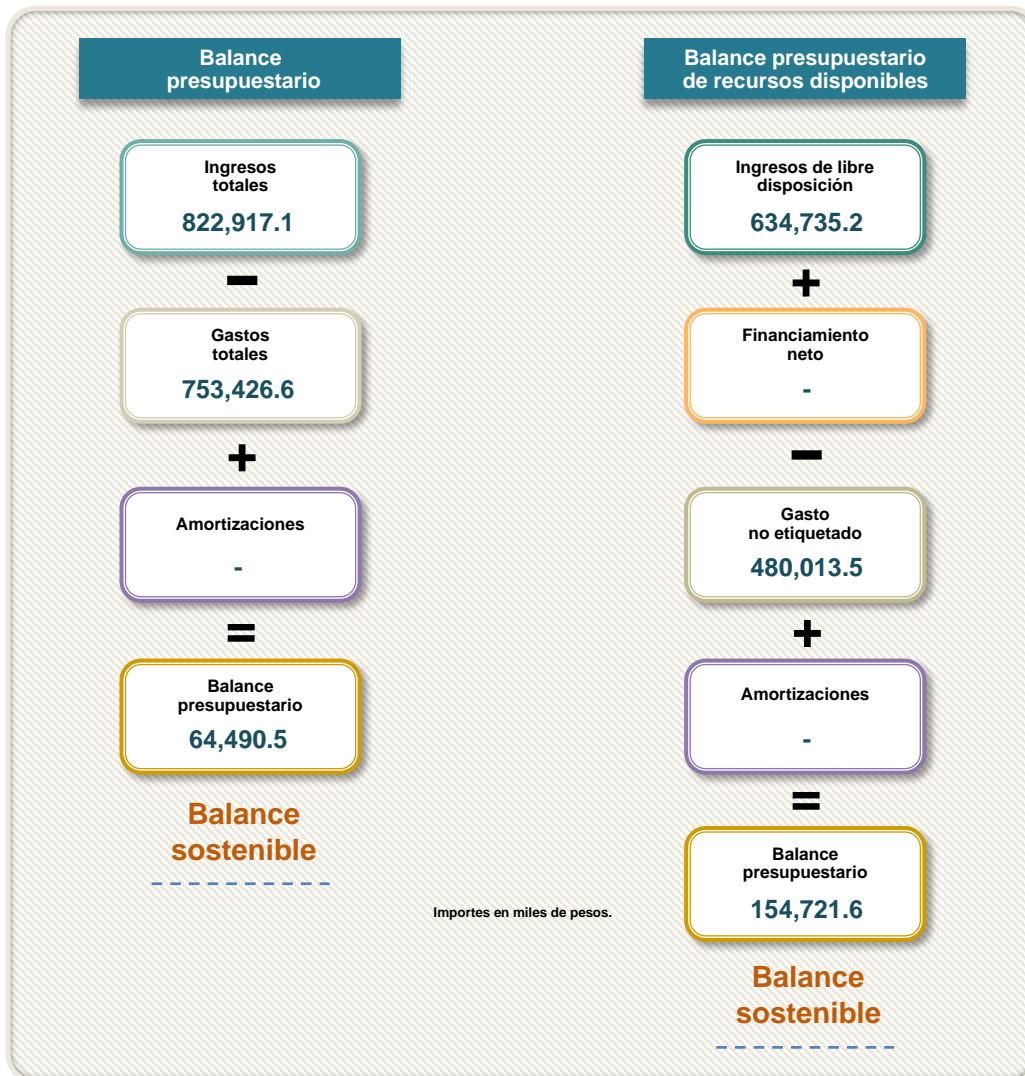 Balance
presupuestario
Ingresos
totales
822,917.1
−
Gastos
totales
753,426.6
+
Amortizaciones
-
=
Balance
presupuestario
64,490.5
Balance
sostenible
Importes en miles de pesos.
Balance presupuestario
de recursos disponibles
Ingresos de libre
disposición
634,735.2
+
Financiamiento
neto
-
−
Gasto
no etiquetado
480,013.5
+
Amortizaciones
-
=
Balance
presupuestario
154,721.6
Balance
sostenible